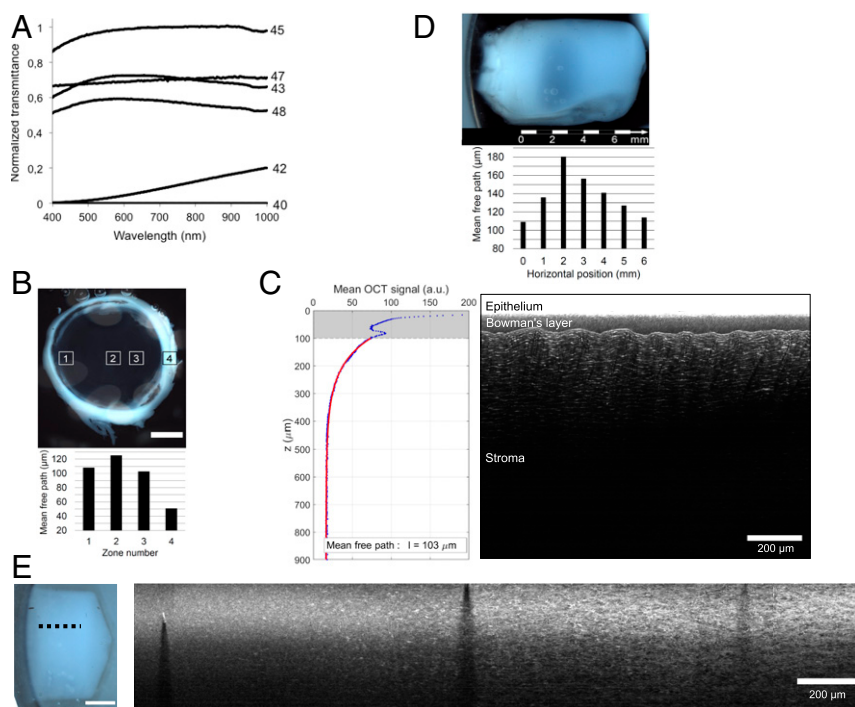 A
Normalized transmittance
1
0,8
0,6
0,4
0,2
0
400 500 600 700 800 900 1000
Wavelength (nm)
45
47
43
48
42
40
D
0 2 4 6 mm
Mean free path (µm)
180
160
140
120
100
80
0 1 2 3 4 5 6
Horizontal position (mm)
B
1 2 3 4
Mean free path (µm)
120
100
80
60
40
20
1 2 3 4
Zone number
C
Mean OCT signal (a.u.)
0 50 100 150 200
z (µm)
0
100
200
300
400
500
600
700
800
900
Mean free path : l = 103 µm
Epithelium
Bowman's layer
Stroma
200 µm
E
200 µm